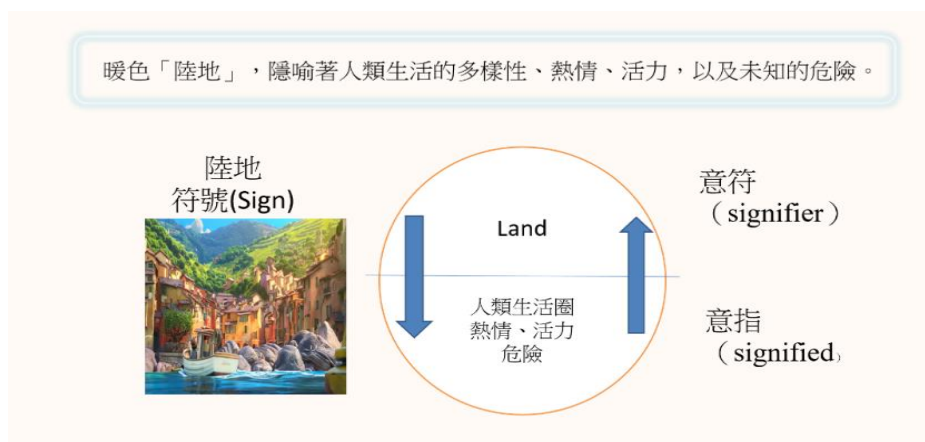 暖色「陸地」，隱喻著人類生活的多樣性、熱情、活力，以及未知的危險。
陸地
符號(Sign)
Land
人類生活圈
熱情、活力
危險
意符
（signifier）
意指
（signified）